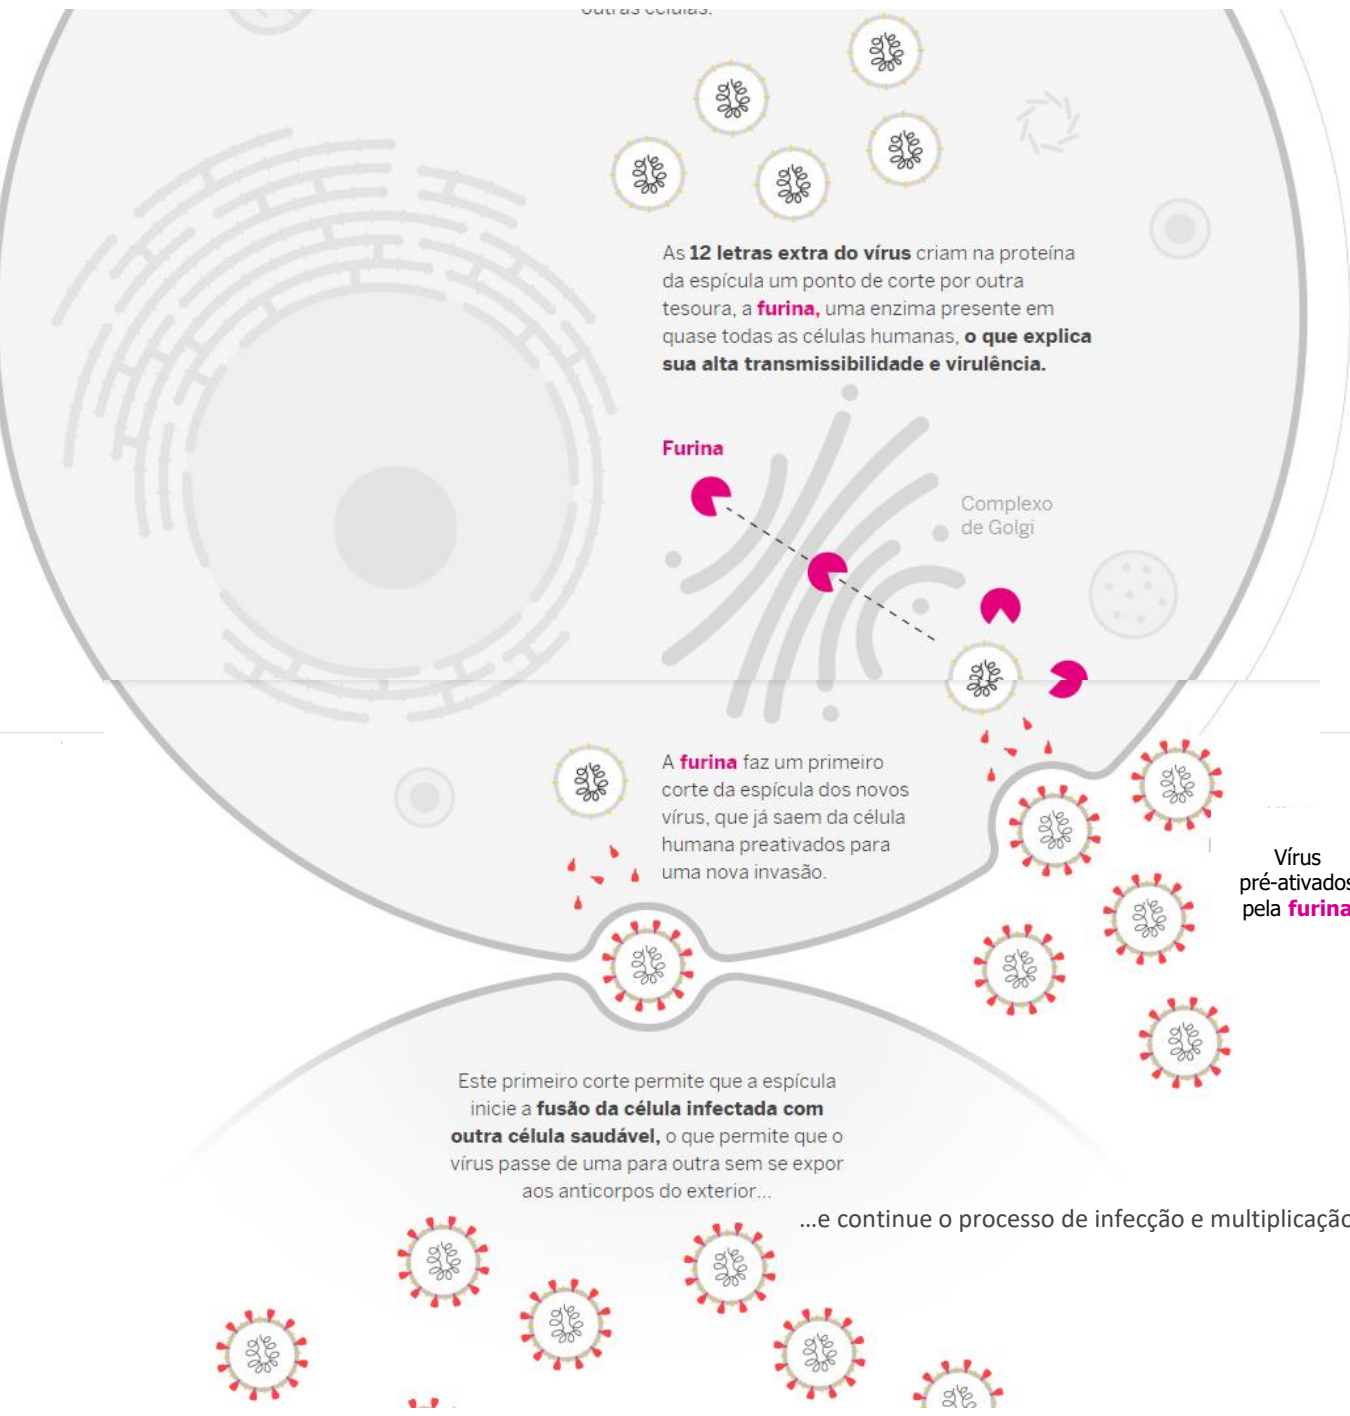 outras células.
As 12 letras extra do vírus criam na proteína
da espícula um ponto de corte por outra
tesoura, a furina, uma enzima presente em
quase todas as células humanas, o que explica
sua alta transmissibilidade e virulência.
Furina
Complexo
de Golgi
A furina faz um primeiro
corte da espícula dos novos
vírus, que já saem da célula
humana preativados para
uma nova invasão.
Vírus
pré-ativados
pela furina
Este primeiro corte permite que a espícula
inicie a fusão da célula infectada com
outra célula saudável, o que permite que o
vírus passe de uma para outra sem se expor
aos anticorpos do exterior...
...e continue o processo de infecção e multiplicação